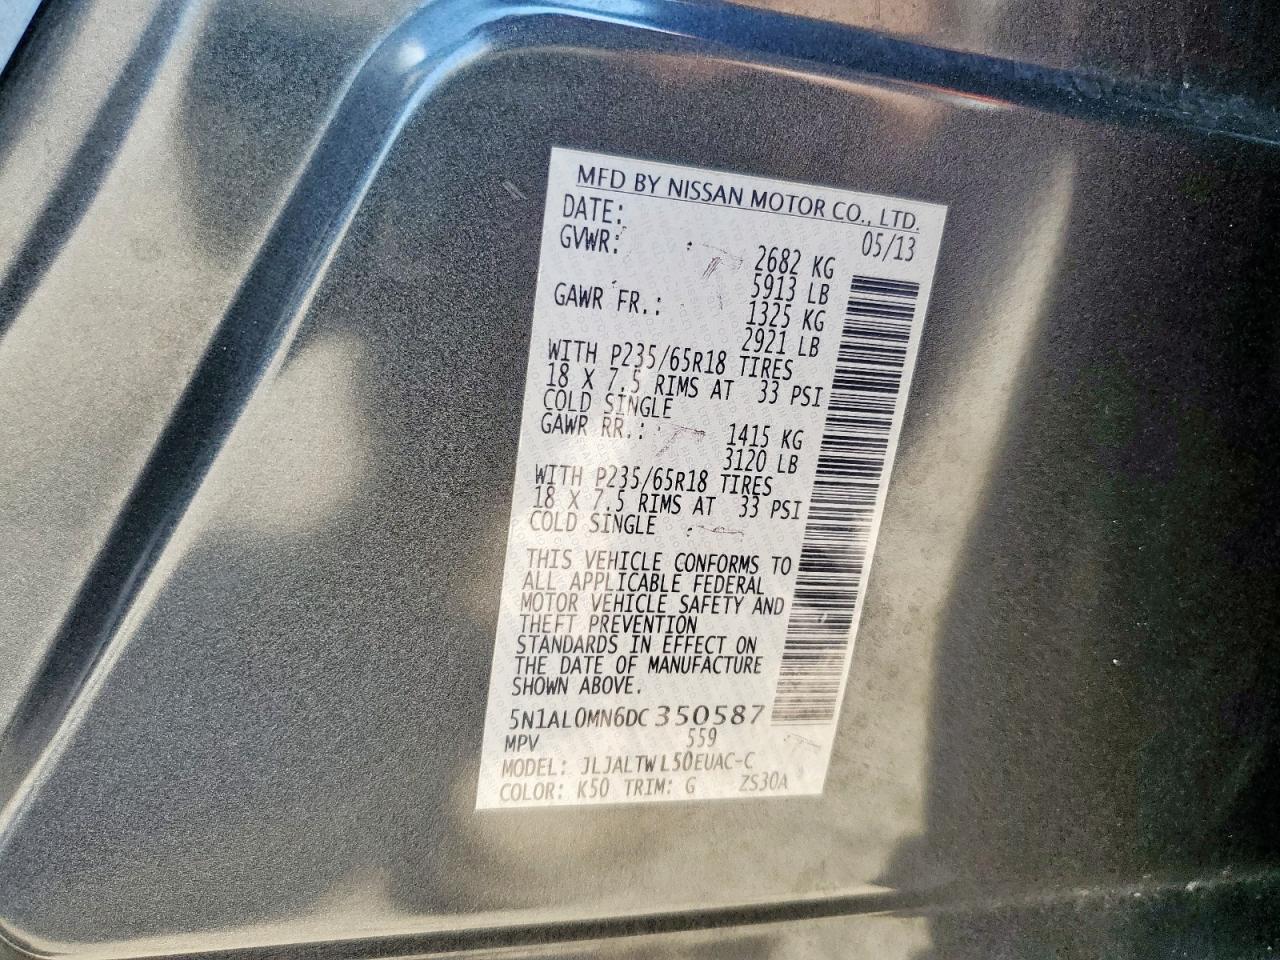 MFD BY NISSAN MOTOR CO., LTD.
DATE: 05/13
GVWR: 2682 KG
5913 LB
GAWR FR.: 1325 KG
2921 LB
WITH P235/65R18 TIRES
18 X 7.5 RIMS AT 33 PSI
COLD SINGLE
GAWR RR.: 1415 KG
3120 LB
WITH P235/65R18 TIRES
18 X 7.5 RIMS AT 33 PSI
COLD SINGLE
THIS VEHICLE CONFORMS TO
ALL APPLICABLE FEDERAL
MOTOR VEHICLE SAFETY AND
THEFT PREVENTION
STANDARDS IN EFFECT ON
THE DATE OF MANUFACTURE
SHOWN ABOVE.
5N1AL0MN6DC350587
MPV 559
MODEL: JLJALTWL50EUAC-C
COLOR: K50 TRIM: G ZS30A